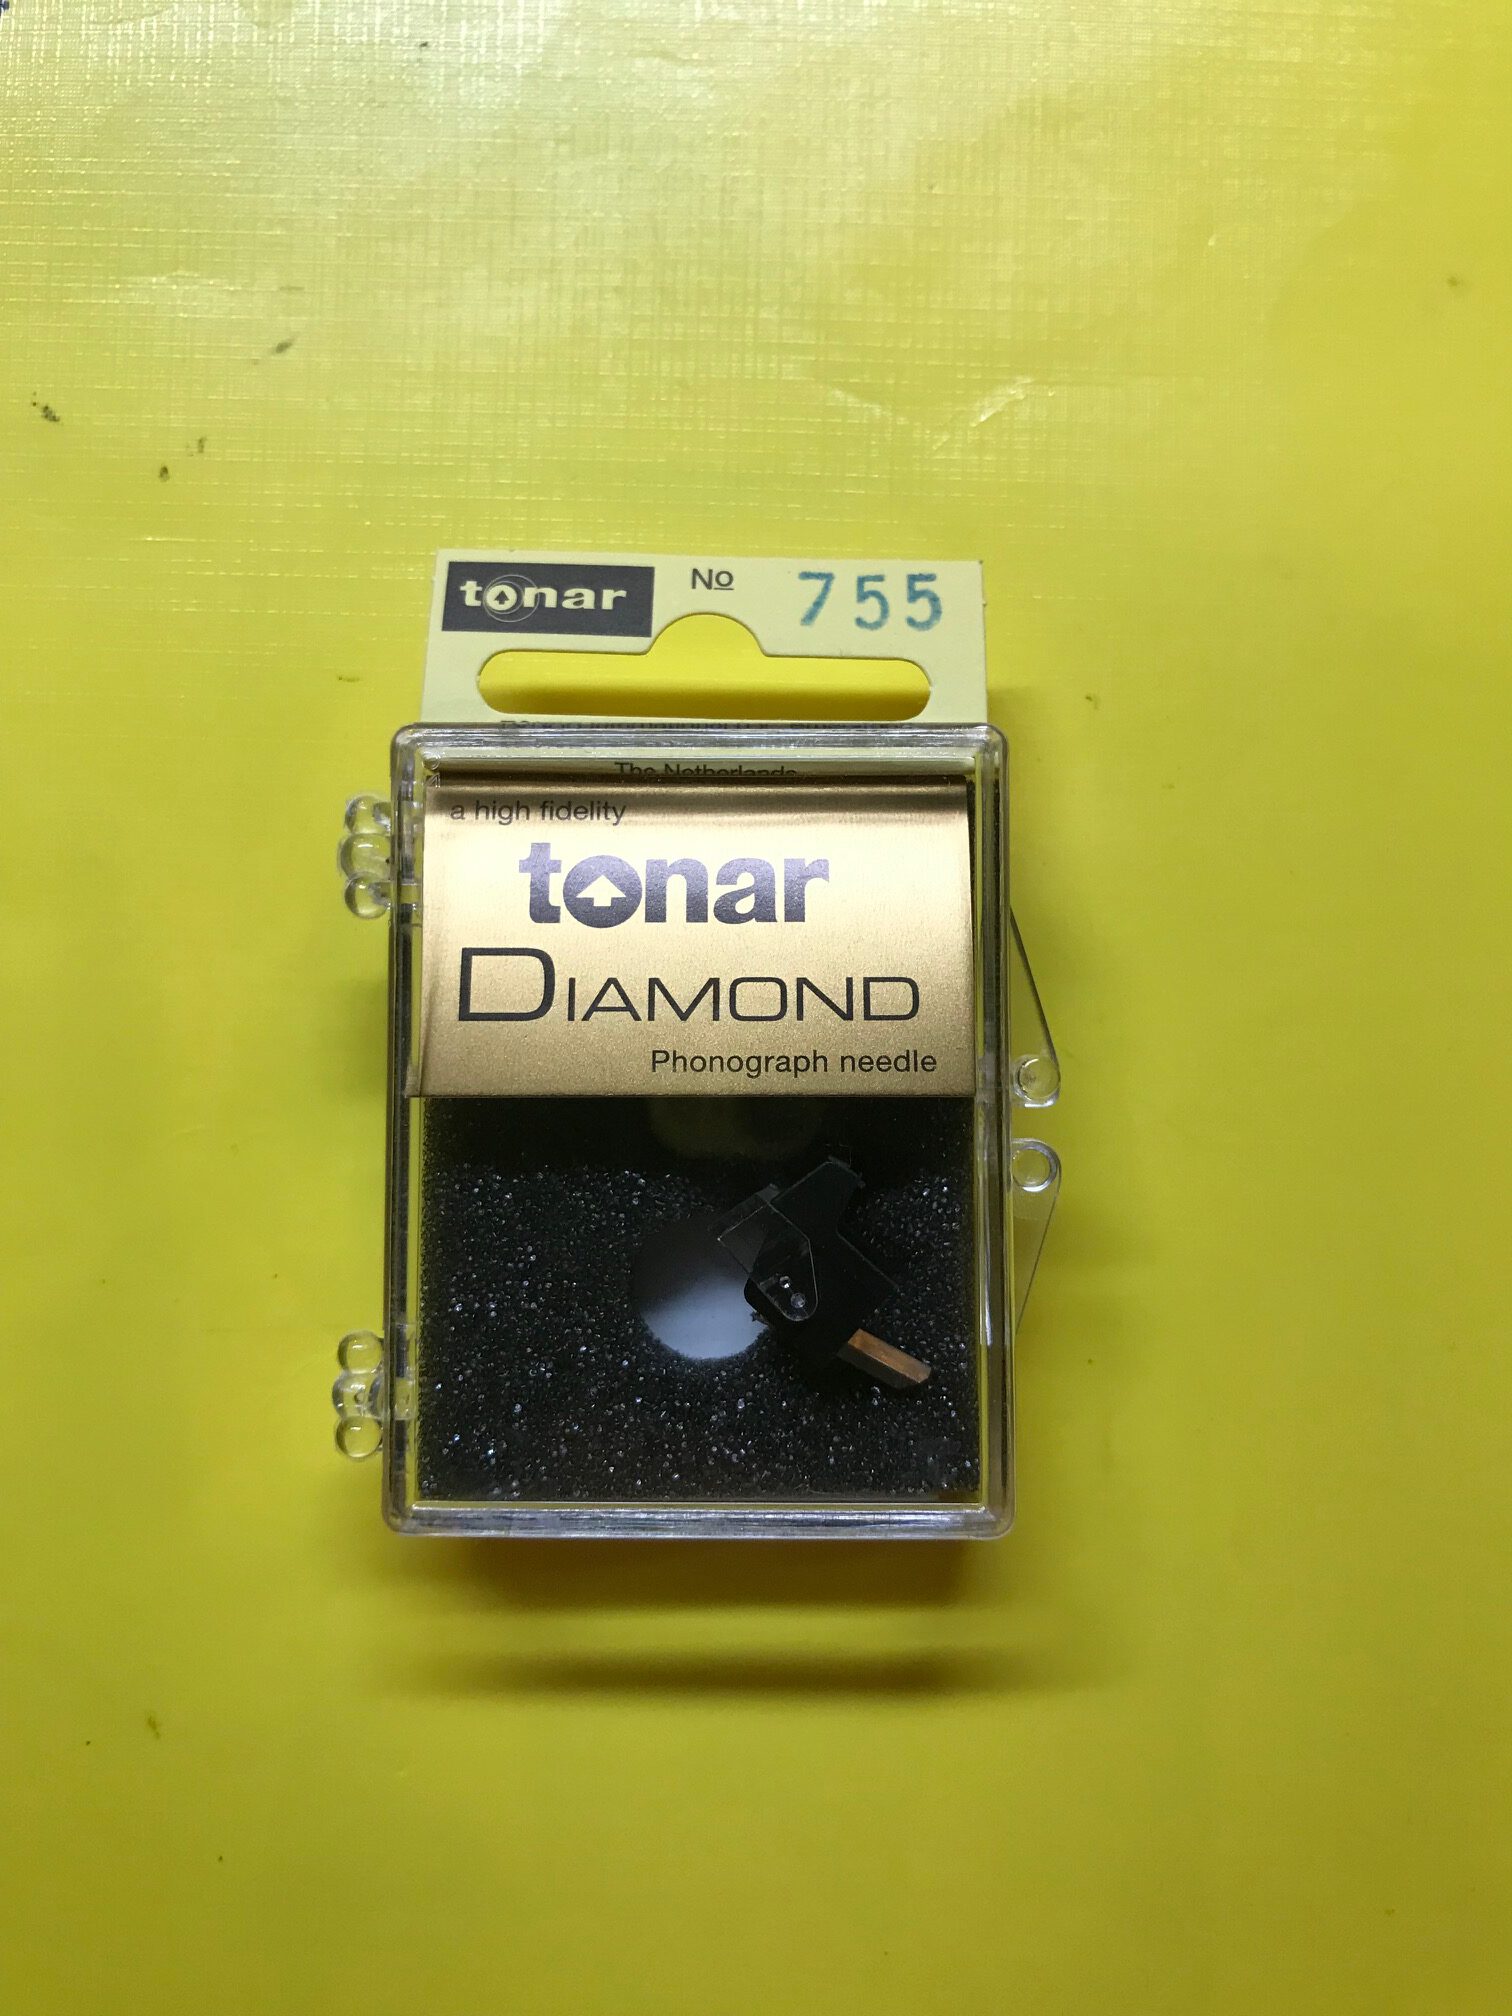 tonar
No 755
The Netherlands
a high fidelity
tonar
DIAMOND
Phonograph needle